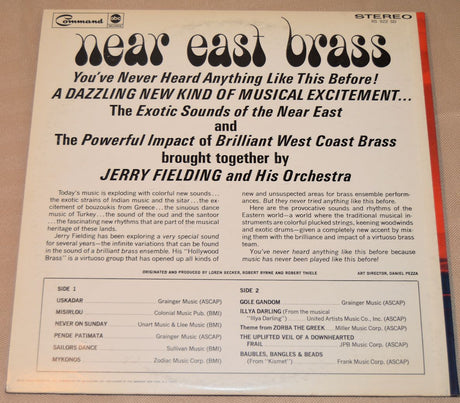 Command abc
STEREO
RS 922 SD
near east brass
You've Never Heard Anything Like This Before!
A DAZZLING NEW KIND OF MUSICAL EXCITEMENT...
The Exotic Sounds of the Near East
and
The Powerful Impact of Brilliant West Coast Brass
brought together by
JERRY FIELDING and His Orchestra
Today's music is exploding with colorful new sounds...
the exotic strains of Indian music and the sitar... the ex-
citement of bouzoukis from Greece... the sinuous dance
music of Turkey... the sound of the oud and the santoor
... the fascinating new rhythms that are part of the musical
heritage of these lands.
Jerry Fielding has been exploring a very special sound
for several years—the infinite variations that can be found
in the sound of a brilliant brass ensemble. His "Hollywood
Brass" is a virtuoso group that has opened up all kinds of
new and unsuspected areas for brass ensemble perform-
ances. But they never tried anything like this before.
Here are the provocative sounds and rhythms of the
Eastern world—a world where the traditional musical in-
struments are colorful plucked strings, keening woodwinds
and exotic drums—given a completely new accent by mix-
ing them with the brilliance and impact of a virtuoso brass
team.
You've never heard anything like this before because
music has never been played like this before!
ORIGINATED AND PRODUCED BY LOREN BECKER, ROBERT BYRNE AND ROBERT THIELE
ART DIRECTOR, DANIEL PEZZA
SIDE 1
USKADAR Grainger Music (ASCAP)
MISIRLOU Colonial Music Pub. (BMI)
NEVER ON SUNDAY Unart Music & Llee Music (BMI)
PENDE PATIMATA Grainger Music (ASCAP)
SAILORS DANCE Sullivan Music (BMI)
MYKONOS Zodiac Music Corp. (BMI)
SIDE 2
GOLE GANDOM Grainger Music (ASCAP)
ILLYA DARLING (From the musical
"Illya Darling") United Artists Music Co., Inc. (ASCAP)
Theme from ZORBA THE GREEK Miller Music Corp. (ASCAP)
THE UPLIFTED VEIL OF A DOWNHEARTED
FRAIL JPB Music Corp. (ASCAP)
BAUBLES, BANGLES & BEADS
(From "Kismet") Frank Music Corp. (ASCAP)